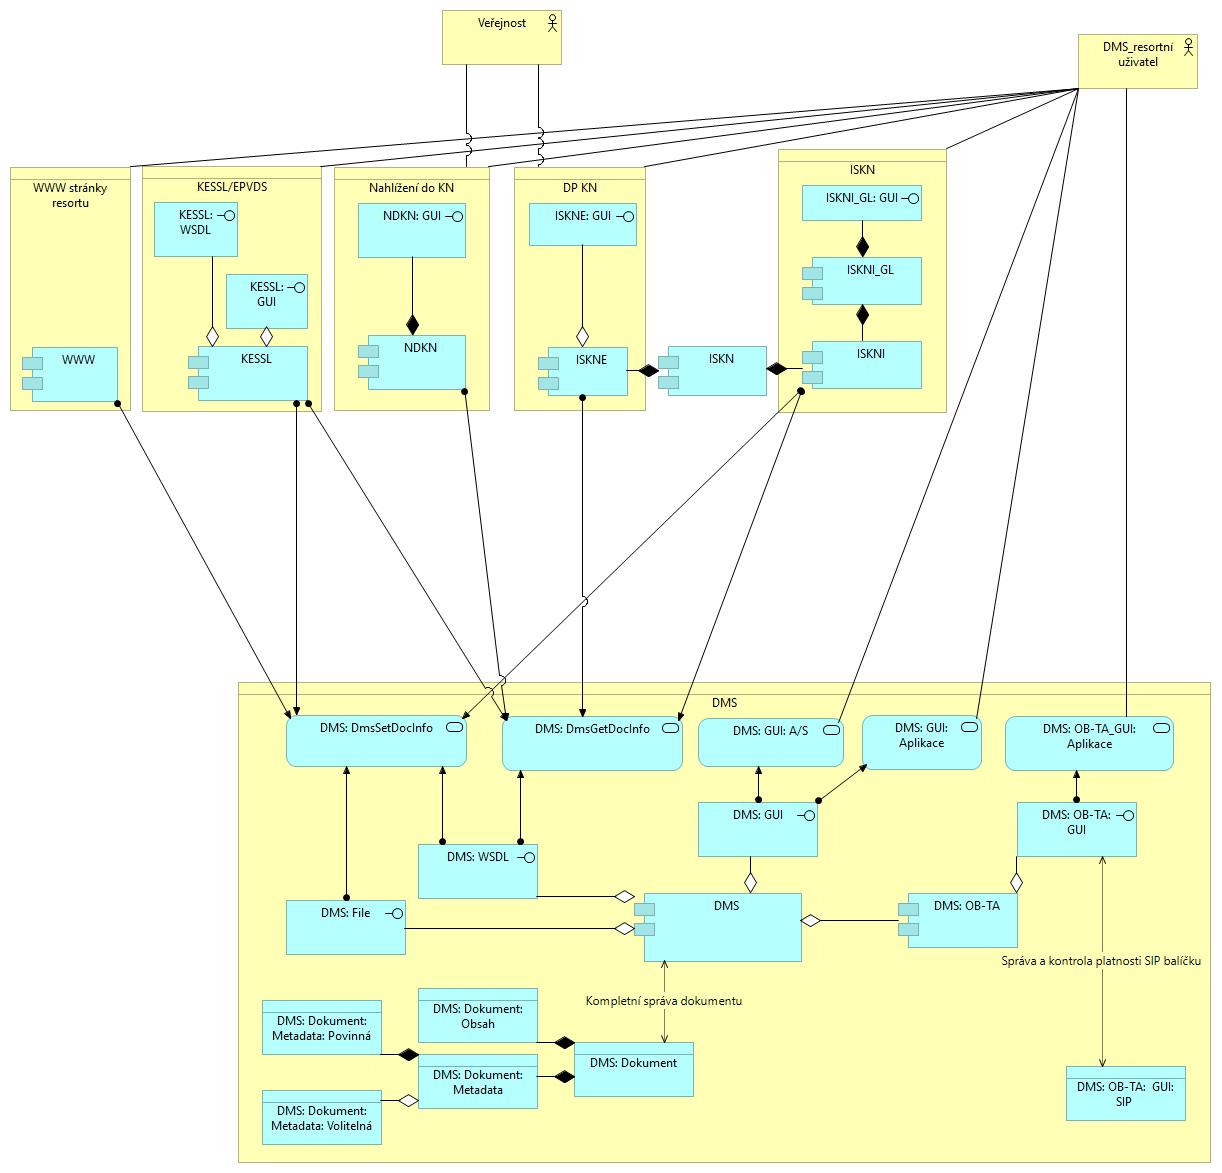 Veřejnost
DMS_resortní
uživatel
WWW stránky
resortu
KESSL/EPVDS
Nahlížení do KN
DP KN
ISKN
KESSL:
WSDL
KESSL:
GUI
NDKN: GUI
ISKNE: GUI
ISKNI_GL: GUI
ISKNI_GL
WWW
KESSL
NDKN
ISKNE
ISKN
ISKNI
DMS
DMS: DmsSetDocInfo
DMS: DmsGetDocInfo
DMS: GUI: A/S
DMS: GUI:
Aplikace
DMS: OB-TA_GUI:
Aplikace
DMS: GUI
DMS: OB-TA:
GUI
DMS: WSDL
DMS: File
DMS
DMS: OB-TA
Správa a kontrola platnosti SIP balíčku
Kompletní správa dokumentu
DMS: Dokument:
Metadata: Povinná
DMS: Dokument:
Obsah
DMS: Dokument
DMS: Dokument:
Metadata
DMS: Dokument:
Metadata: Volitelná
DMS: OB-TA:  GUI:
SIP